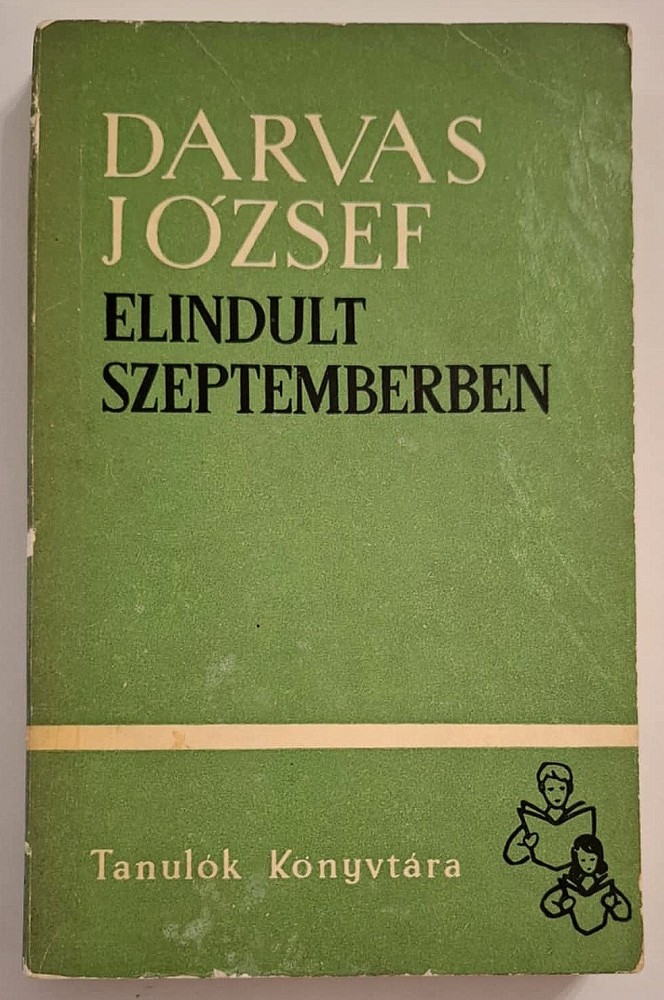 DARVAS
JÓZSEF
ELINDULT
SZEPTEMBERBEN
Tanulók Könyvtára